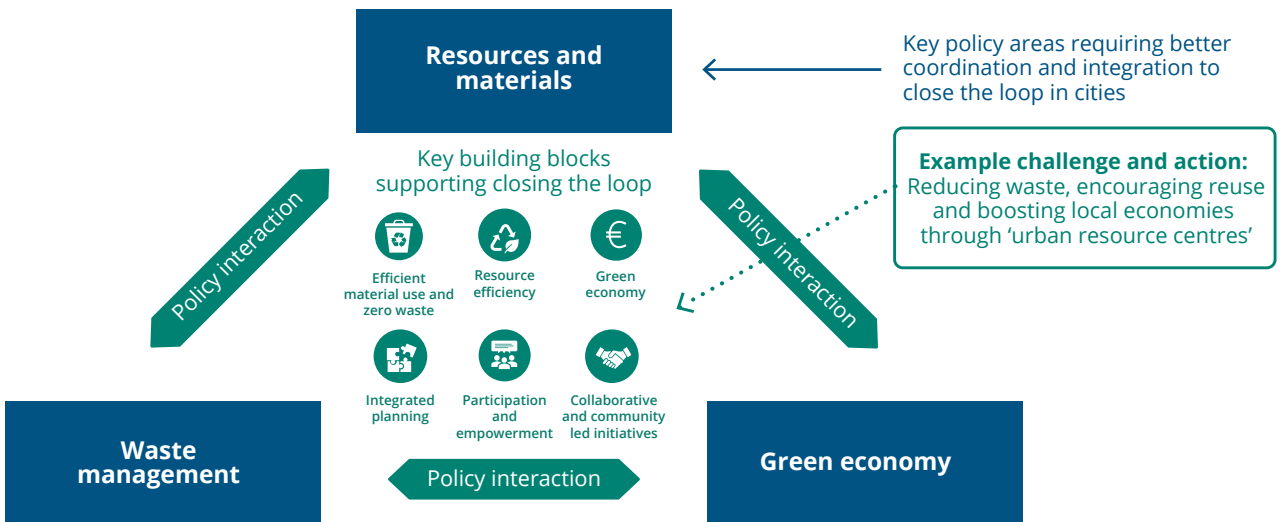 Resources and
materials
Key policy areas requiring better
coordination and integration to
close the loop in cities
Example challenge and action:
Reducing waste, encouraging reuse
and boosting local economies
through ‘urban resource centres’
Key building blocks
supporting closing the loop
Policy interaction
Policy interaction
Efficient
material use and
zero waste
Resource
efficiency
Green
economy
Integrated
planning
Participation
and
empowerment
Collaborative
and community
led initiatives
Waste
management
Policy interaction
Green economy